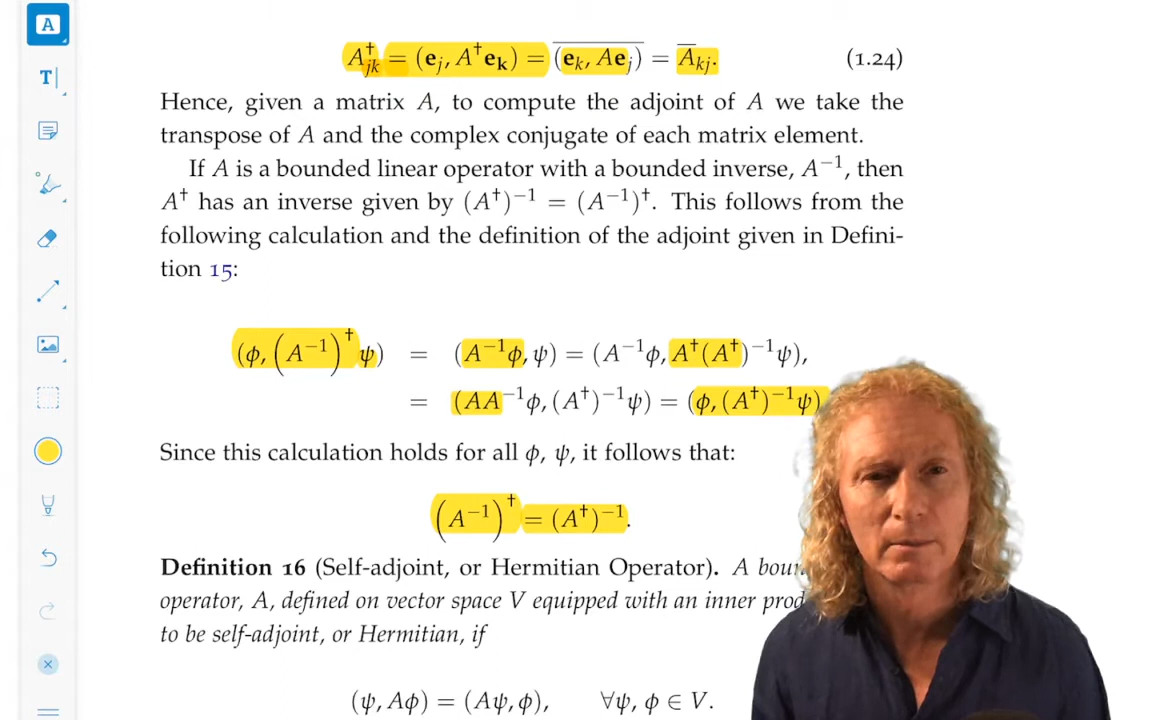 A
T|
A†jk = (ej, A†ek) = \overline{(ek, Aej)} = \overline{A}kj. (1.24)
Hence, given a matrix A, to compute the adjoint of A we take the
transpose of A and the complex conjugate of each matrix element.
If A is a bounded linear operator with a bounded inverse, A⁻¹, then
A† has an inverse given by (A†)⁻¹ = (A⁻¹)†. This follows from the
following calculation and the definition of the adjoint given in Defini-
tion 15:
(ϕ, (A⁻¹)†ψ) = (A⁻¹ϕ, ψ) = (A⁻¹ϕ, A†(A†)⁻¹ψ),
= (AA⁻¹ϕ, (A†)⁻¹ψ) = (ϕ, (A†)⁻¹ψ)
Since this calculation holds for all ϕ, ψ, it follows that:
(A⁻¹)† = (A†)⁻¹.
Definition 16 (Self-adjoint, or Hermitian Operator). A
operator, A, defined on vector space V equipped with an inner
to be self-adjoint, or Hermitian, if
(ψ, Aϕ) = (Aψ, ϕ), ∀ψ, ϕ ∈ V.